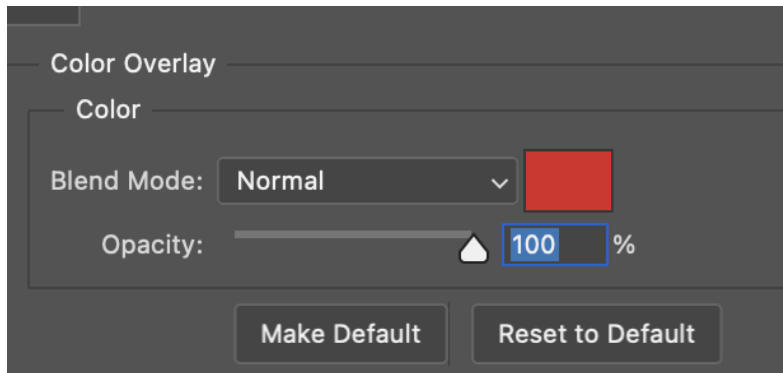 Color Overlay
Color
Blend Mode: Normal
Opacity: 100 %
Make Default Reset to Default